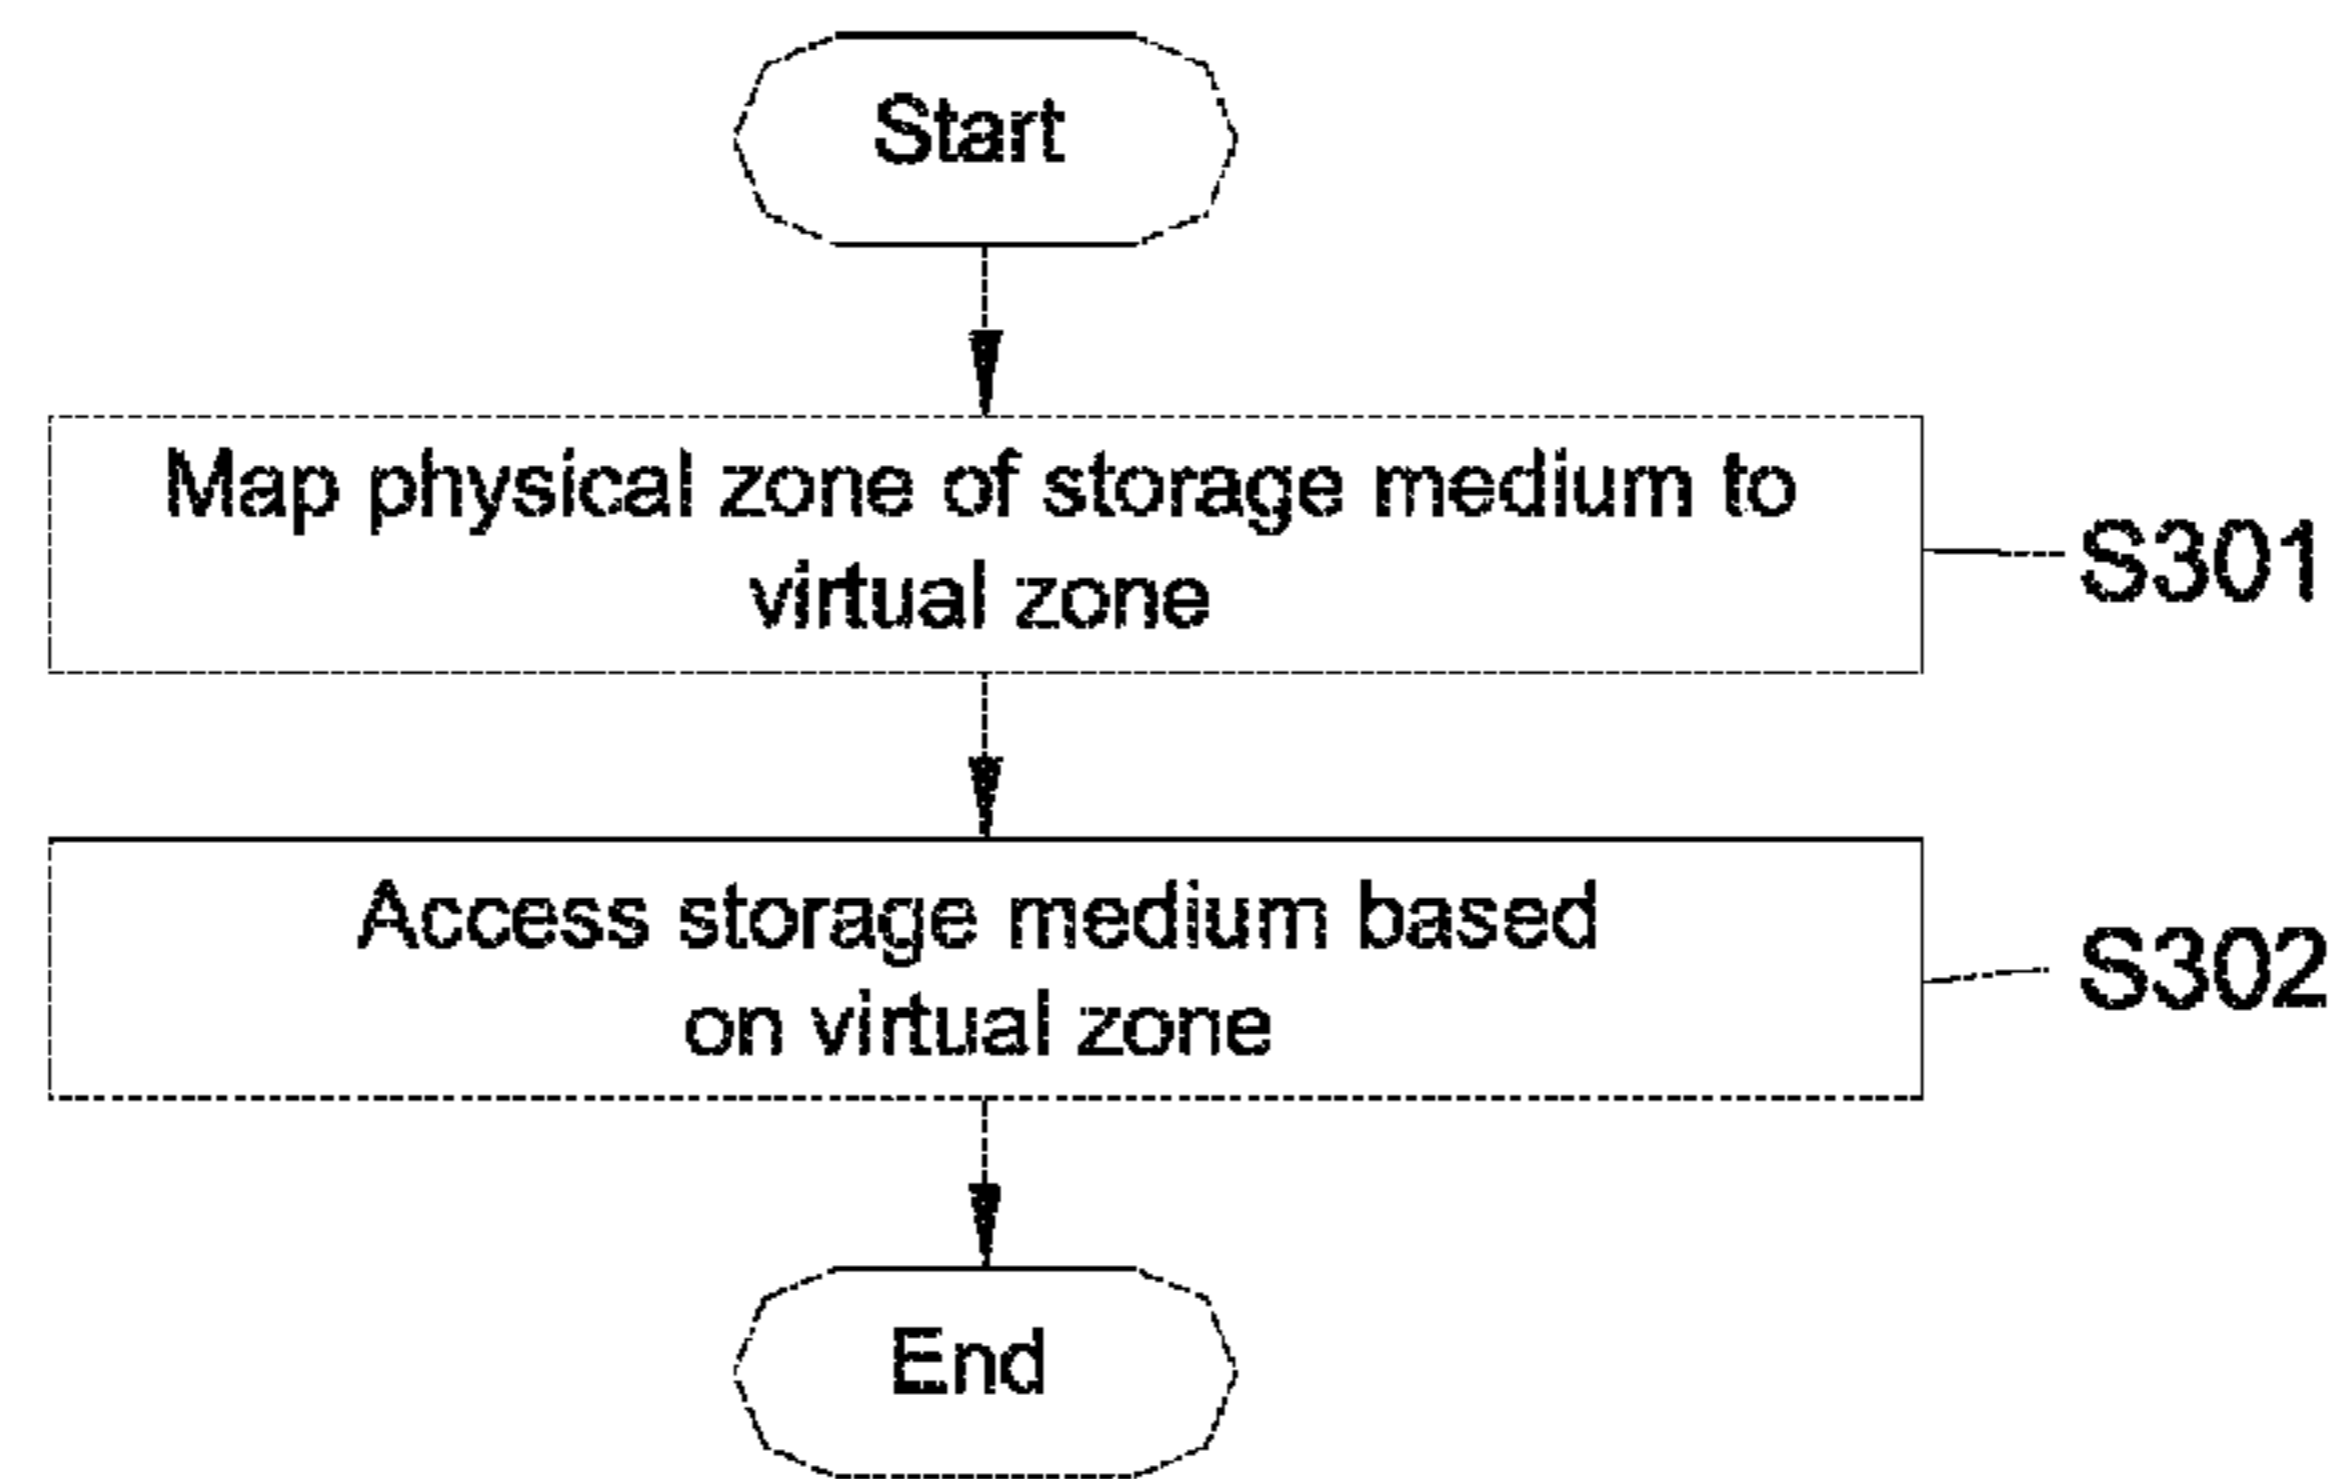 Start
Map physical zone of storage medium to
virtual zone
S301
Access storage medium based
on virtual zone
S302
End